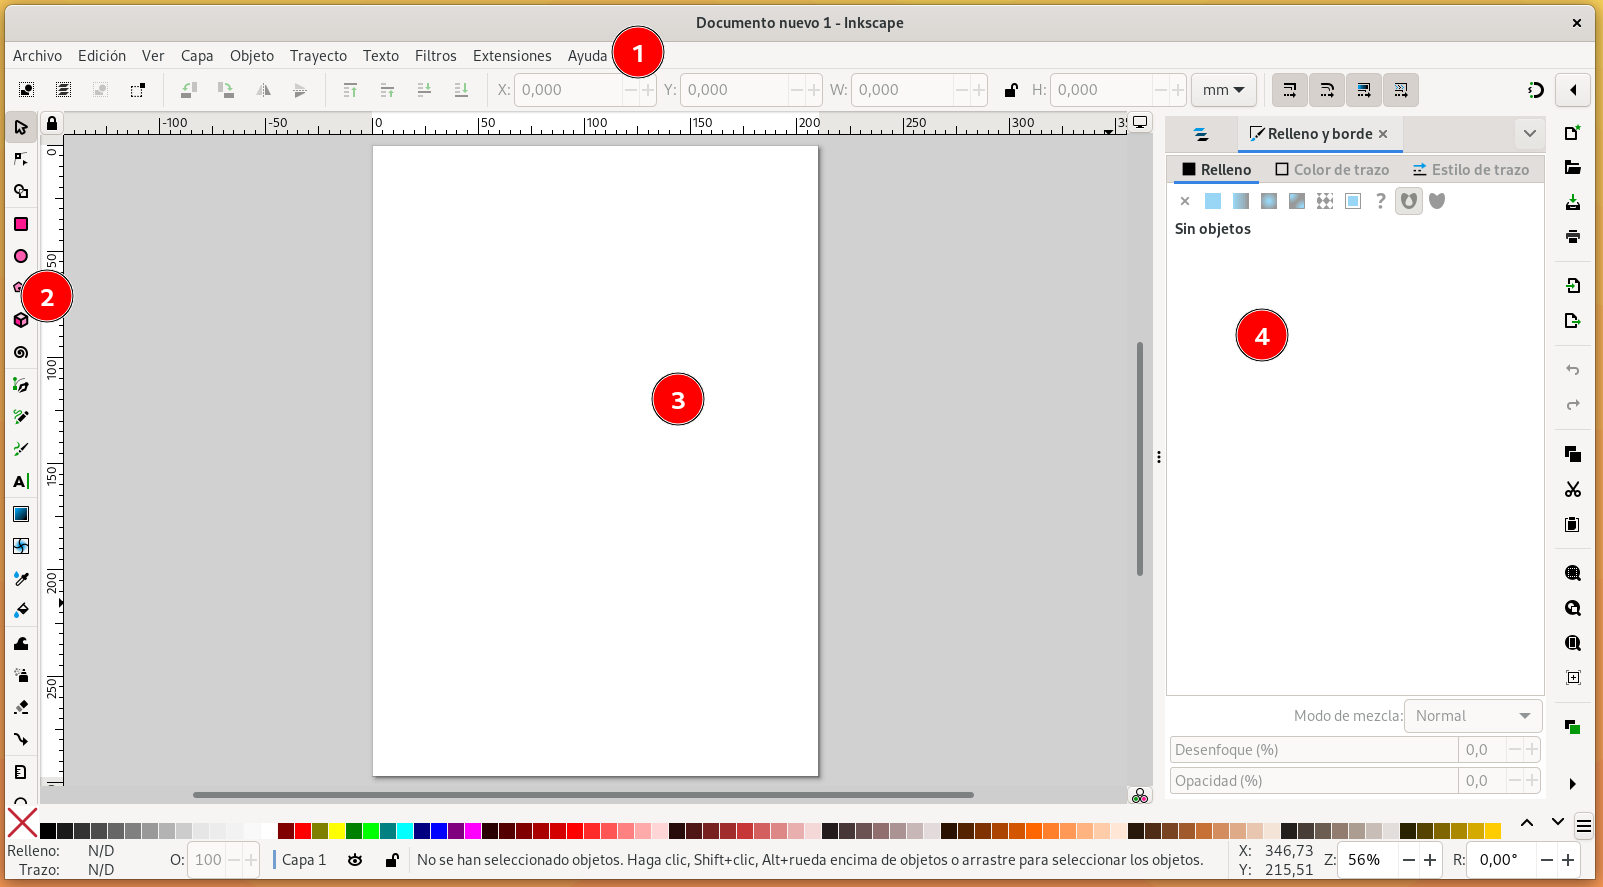 Documento nuevo 1 - Inkscape
Archivo Edición Ver Capa Objeto Trayecto Texto Filtros Extensiones Ayuda
1
X: 0,000 Y: 0,000 W: 0,000 H: 0,000 mm
-100 -50 0 50 100 150 200 250 300 35
Relleno y borde
Relleno Color de trazo Estilo de trazo
Sin objetos
0
50
100
150
200
250
2
3
4
Modo de mezcla: Normal
Desenfoque (%) 0,0
Opacidad (%) 0,0
Relleno: N/D
Trazo: N/D
O: 100
Capa 1
No se han seleccionado objetos. Haga clic, Shift+clic, Alt+rueda encima de objetos o arrastre para seleccionar los objetos.
X: 346,73
Y: 215,51
Z: 56%
R: 0,00°